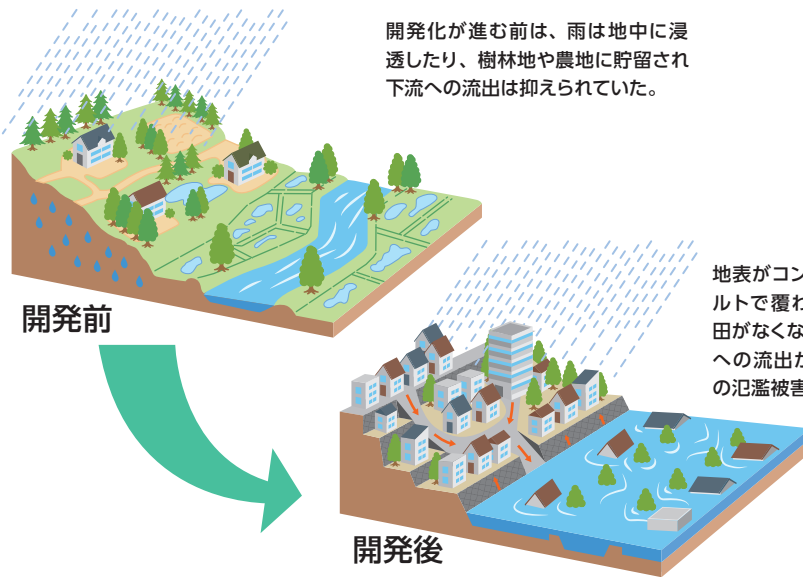 開発化が進む前は、雨は地中に浸
透したり、樹林地や農地に貯留され
下流への流出は抑えられていた。
開発前
地表がコン
ルトで覆わ
田がなくな
への流出か
の氾濫被害
開発後